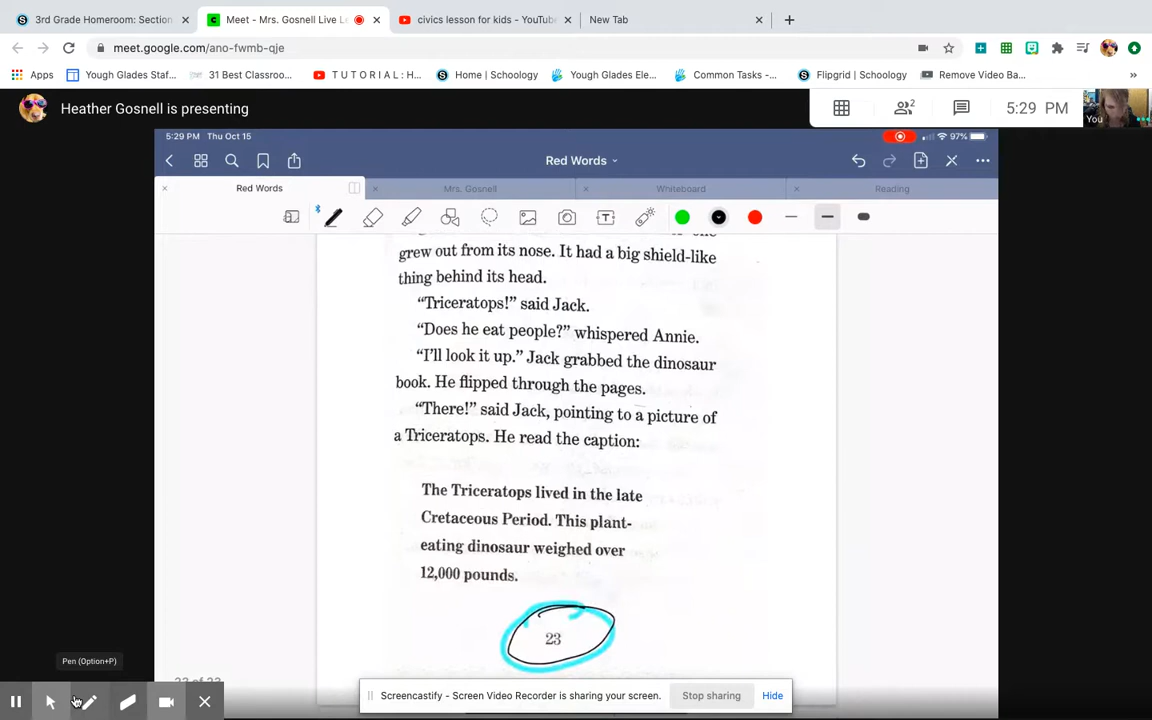 3rd Grade Homeroom: Section
Meet - Mrs. Gosnell Live L
civics lesson for kids - YouTube
New Tab
meet.google.com/ano-fwmb-qje
Apps
Yough Glades Staf...
31 Best Classroo...
T U T O R I A L : H...
Home | Schoology
Yough Glades Ele...
Common Tasks -...
Flipgrid | Schoology
Remove Video Ba...
»
Heather Gosnell is presenting
2
5:29 PM
You
5:29 PM Thu Oct 15
97%
Red Words
Red Words
Mrs. Gosnell
Whiteboard
Reading
grew out from its nose. It had a big shield-like
thing behind its head.
“Triceratops!” said Jack.
“Does he eat people?” whispered Annie.
“I’ll look it up.” Jack grabbed the dinosaur
book. He flipped through the pages.
“There!” said Jack, pointing to a picture of
a Triceratops. He read the caption:
The Triceratops lived in the late
Cretaceous Period. This plant-
eating dinosaur weighed over
12,000 pounds.
23
Pen (Option+P)
23 of 23
Screencastify - Screen Video Recorder is sharing your screen.
Stop sharing
Hide